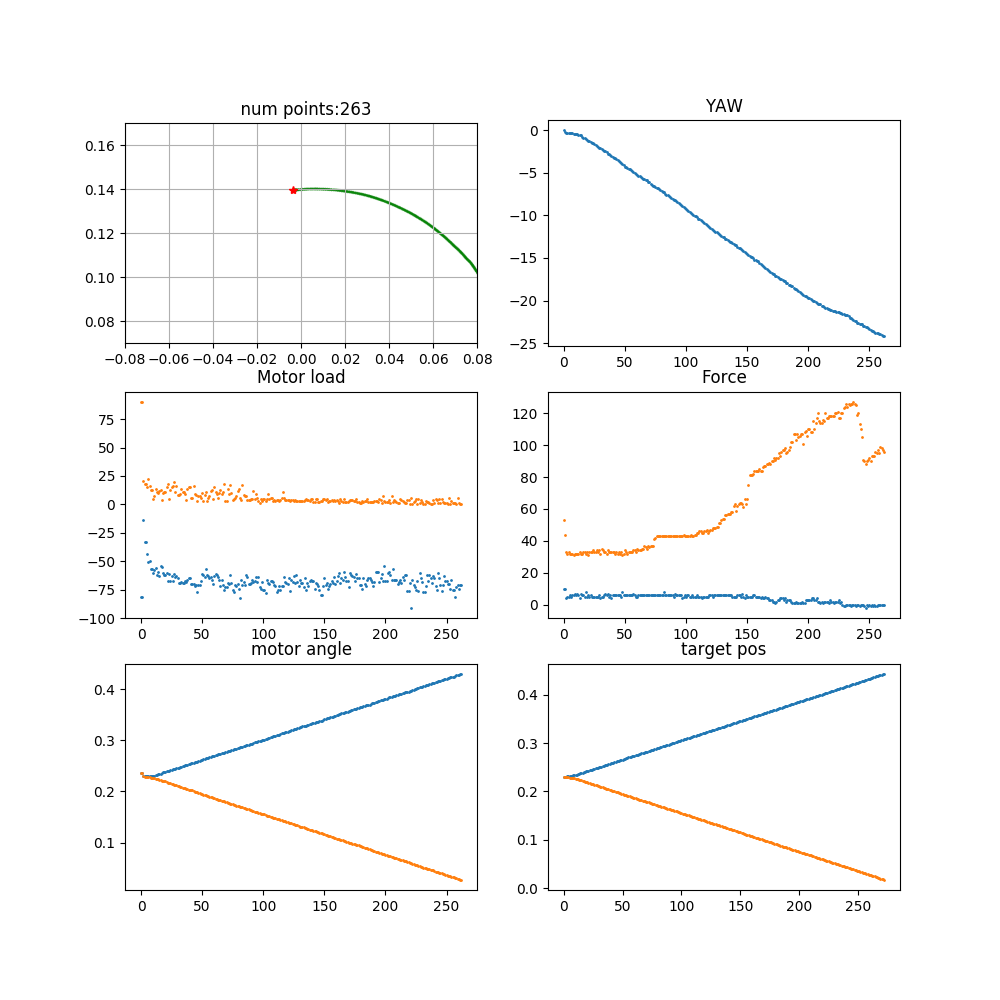 num points:263
0.16
0.14
0.12
0.10
0.08
−0.08 −0.06 −0.04 −0.02 0.00 0.02 0.04 0.06 0.08
YAW
0
−5
−10
−15
−20
−25
0 50 100 150 200 250
Motor load
75
50
25
0
−25
−50
−75
−100
0 50 100 150 200 250
Force
120
100
80
60
40
20
0
0 50 100 150 200 250
motor angle
0.4
0.3
0.2
0.1
0 50 100 150 200 250
target pos
0.4
0.3
0.2
0.1
0.0
0 50 100 150 200 250